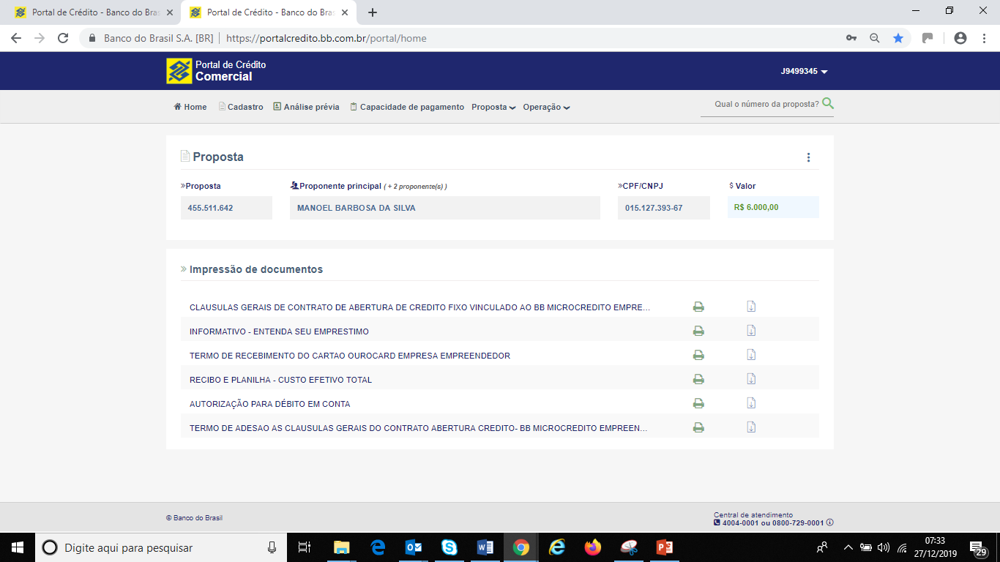 Portal de Crédito - Banco do Bras
Portal de Crédito - Banco do Bras
Banco do Brasil S.A. [BR] | https://portalcredito.bb.com.br/portal/home
Portal de Crédito
Comercial
J9499345
Home Cadastro Análise prévia Capacidade de pagamento Proposta Operação
Qual o número da proposta?
Proposta
»Proposta Proponente principal ( + 2 proponente(s) ) »CPF/CNPJ $ Valor
455.511.642 MANOEL BARBOSA DA SILVA 015.127.393-67 R$ 6.000,00
» Impressão de documentos
CLAUSULAS GERAIS DE CONTRATO DE ABERTURA DE CREDITO FIXO VINCULADO AO BB MICROCREDITO EMPRE...
INFORMATIVO - ENTENDA SEU EMPRESTIMO
TERMO DE RECEBIMENTO DO CARTAO OUROCARD EMPRESA EMPREENDEDOR
RECIBO E PLANILHA - CUSTO EFETIVO TOTAL
AUTORIZAÇÃO PARA DÉBITO EM CONTA
TERMO DE ADESAO AS CLAUSULAS GERAIS DO CONTRATO ABERTURA CREDITO- BB MICROCREDITO EMPREEN...
© Banco do Brasil
Central de atendimento
4004-0001 ou 0800-729-0001
Digite aqui para pesquisar
07:33
27/12/2019
29